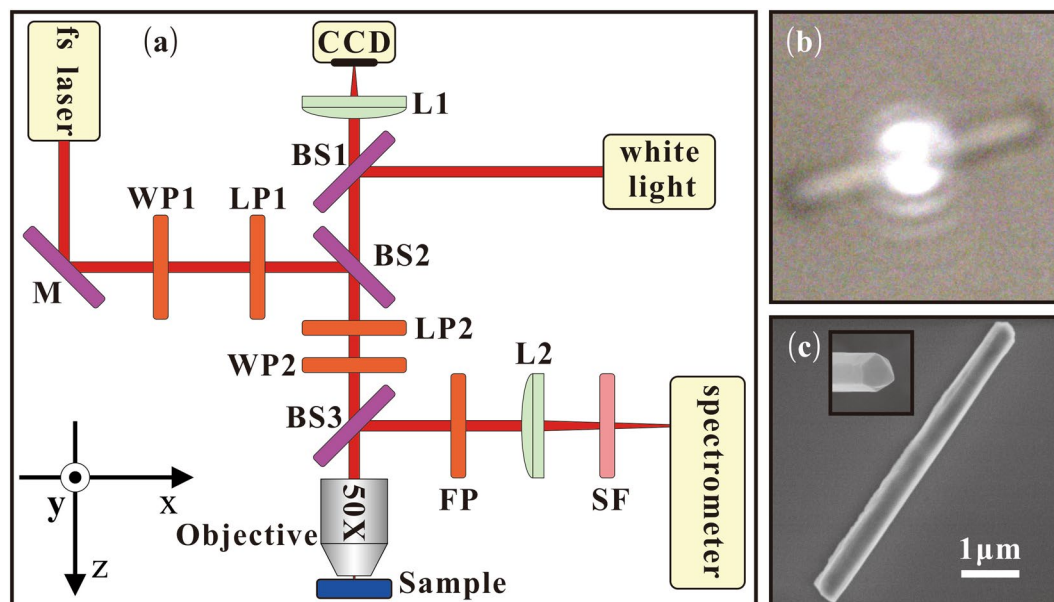 (a)
fs laser
CCD
L1
BS1
white
light
WP1
LP1
BS2
M
LP2
WP2
L2
BS3
spectrometer
FP
SF
50X
Objective
Sample
x
y
z
(b)
(c)
1μm